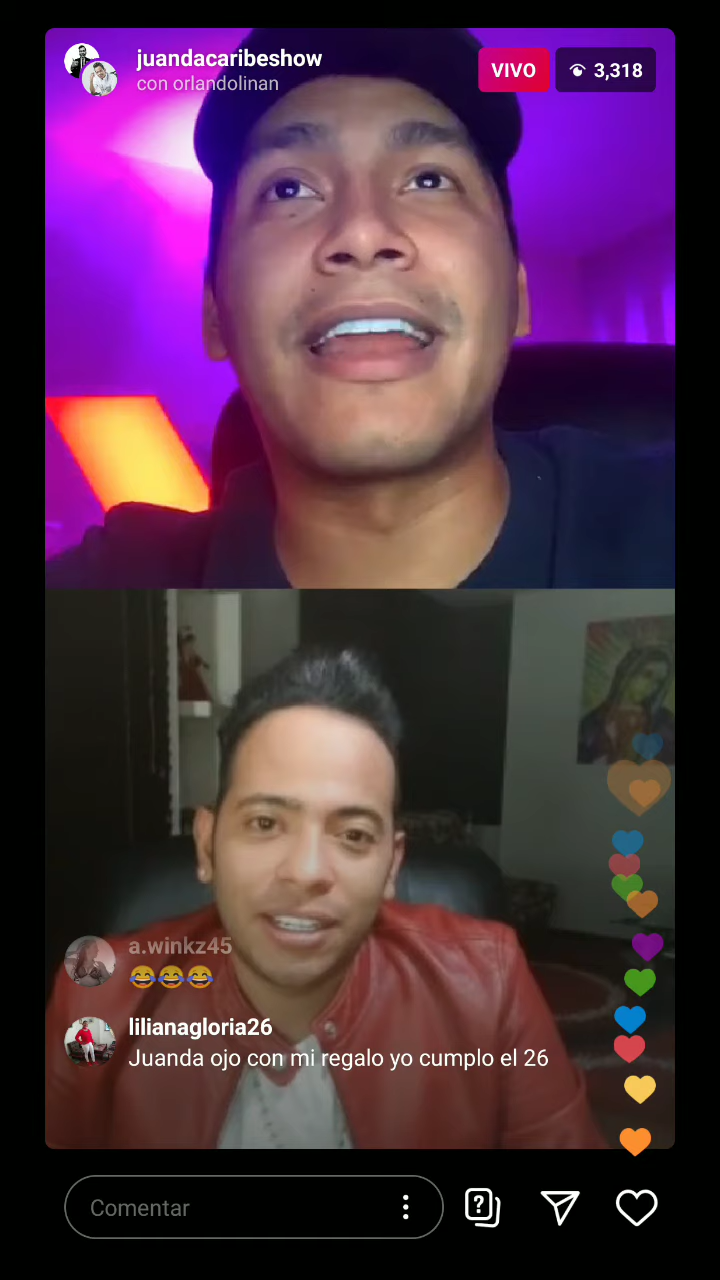 juandacaribeshow
con orlandolinan
VIVO
3,318
a.winkz45
😂😂😂
lilianagloria26
Juanda ojo con mi regalo yo cumplo el 26
Comentar